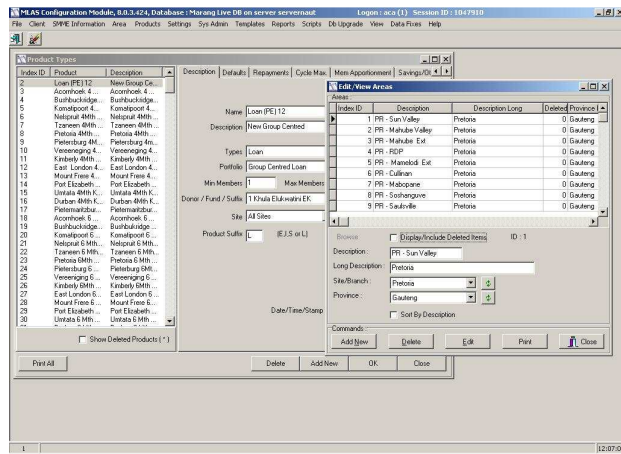 MLAS Configuration Module, 8.0.3.424, Database : Marang Live DB on server servernaut Logon : aca (1) Session ID : 1047910
File Client SMME Information Area Products Settings Sys Admin Templates Reports Scripts Db Upgrade View Data Fixes Help
Product Types
Index ID Product Description
2 Loan (PE) 12 New Group Ce...
3 Acornhoek 4 ... Acornhoek 4 ...
4 Bushbuckridge... Bushbuckridge...
5 Komatipoort 4... Komatipoort 4...
6 Nelspruit 4Mth ... Nelspruit 4Mth ...
7 Tzaneen 4Mth... Tzaneen 4Mth...
8 Pretoria 4Mth ... Pretoria 4Mth ...
9 Pietersburg 4M... Pietersburg 4m...
10 Vereeneging 4... Vereeneging 4...
11 Kimberly 4Mth ... Kimberly 4Mth ...
12 East London 4... East London 4...
13 Mount Frere 4... Mount Frere 4...
14 Port Elizabeth ... Port Elizabeth ...
15 Umtata 4Mth K... Umtata 4Mth K...
16 Durban 4Mth K... Durban 4Mth K...
17 Pietermaritzbur... Pietermaritzbur...
18 Acornhoek 6... Acornhoek 6 ...
19 Bushbuckridge... Bushbukridge ...
20 Komatipoort 6 ... Komatipoort 6 ...
21 Nelspruit 6 Mth... Nelspruit 6 Mth...
22 Tzaneen 6 Mth... Tzaneen 6 Mth...
23 Pretoria 6Mth ... Pretoria 6Mth ...
24 Pietersburg 6 ... Pietersburg 6Mt...
25 Vereeniging 6 ... Vereeniging 6 ...
26 Kimberly 6Mth ... Kimberly 6Mth ...
27 East London 6 ... East London 6 ...
28 Mount Frere 6 ... Mount Frere 6 ...
29 Port Elizabeth ... Port Elizabeth ...
30 Umtata 6 Mth ... Umtata 6 Mth ...
Show Deleted Products ( * )
Description Defaults Repayments Cycle Max. Mem Apportionment
Name Loan (PE) 12
Description New Group Centred
Types Loan
Portfolio Group Centred Loan
Min Members 1 Max Members
Donor / Fund / Suffix 1 Khula Elukwatini EK
Site All Sites
Product Suffix L (E,I,S or L)
Date/Time/Stamp
Print All Delete Add New OK Close
Edit/View Areas
Areas :
Index ID Description Description Long Deleted Province
1 PR - Sun Valley Pretoria 0 Gauteng
2 PR - Mahube Valley Pretoria 0 Gauteng
3 PR - Mahube Ext Pretoria 0 Gauteng
4 PR - RDP Pretoria 0 Gauteng
5 PR - Mamelodi Ext Pretoria 0 Gauteng
6 PR - Cullinan Pretoria 0 Gauteng
7 PR - Mabopane Pretoria 0 Gauteng
8 PR - Soshanguve Pretoria 0 Gauteng
9 PR - Saulsville Pretoria 0 Gauteng
Browse Display/Include Deleted Items ID : 1
Description : PR - Sun Valley
Long Description : Pretoria
Site/Branch : Pretoria
Province : Gauteng
Sort By Description
Commands :
Add New Delete Edit Print Close
1 12:07:0